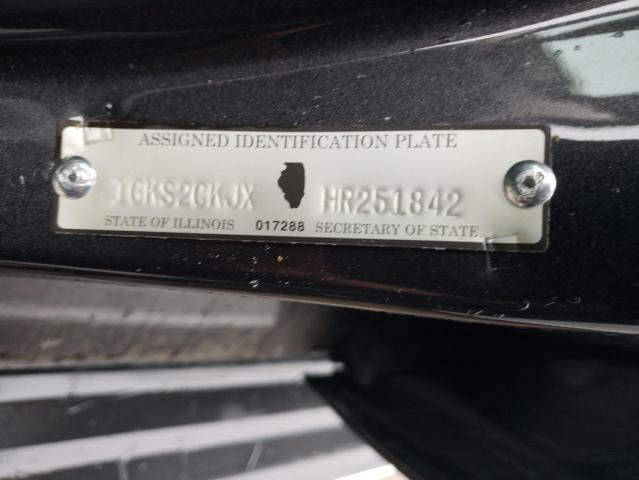 ASSIGNED IDENTIFICATION PLATE
1GKS2CKJX HR251842
STATE OF ILLINOIS 017288 SECRETARY OF STATE